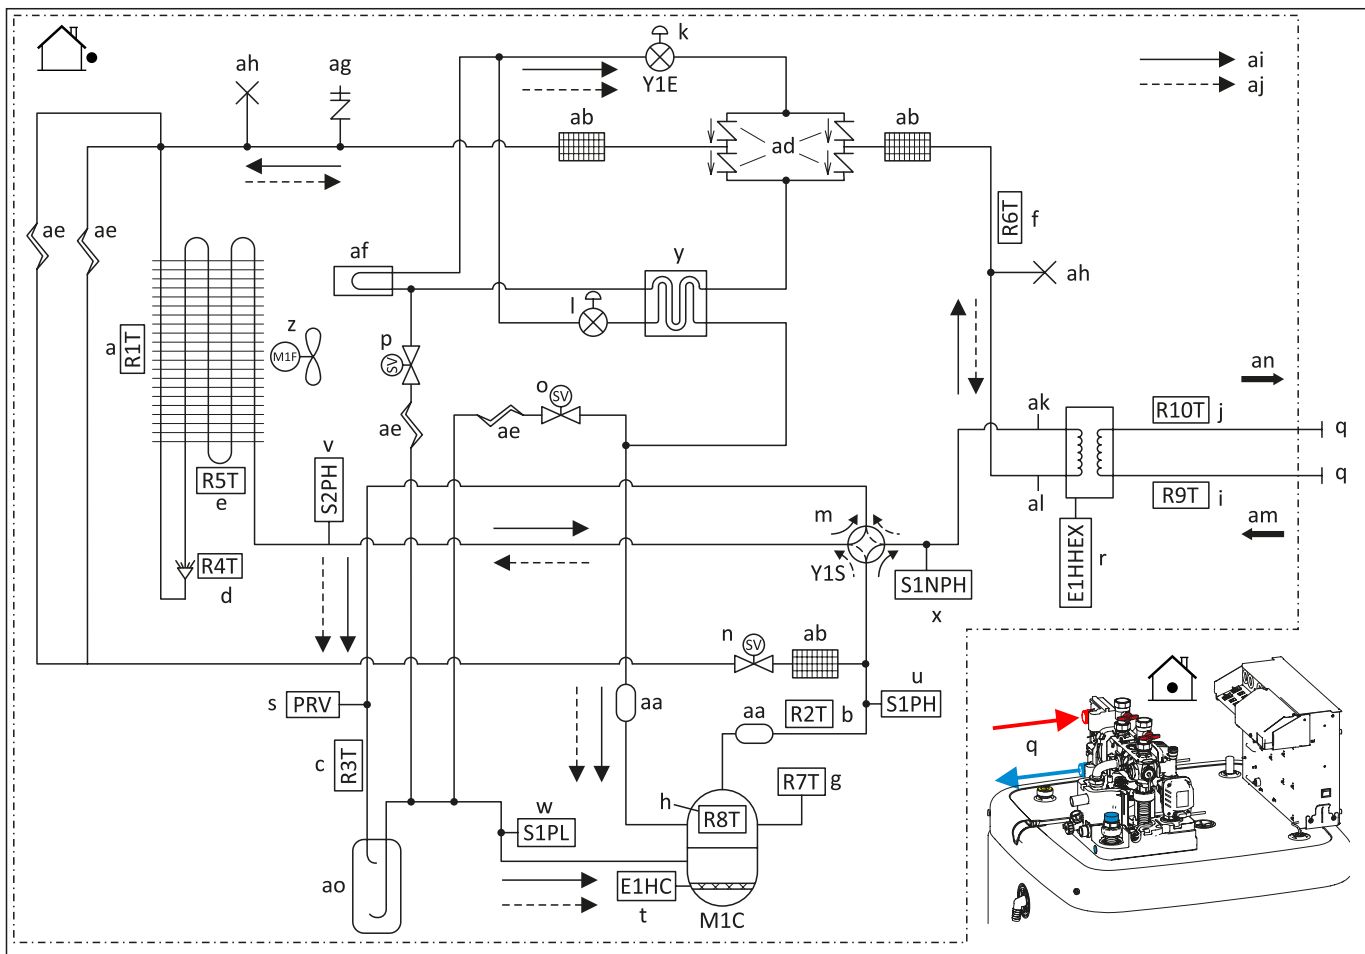 k
Y1E
ai
aj
ah
ag
ab
ab
ad
ae
ae
R6T
f
af
y
ah
l
z
M1F
a
R1T
p
SV
an
o
SV
ae
ae
ak
R10T
j
q
v
S2PH
R5T
e
q
al
R9T
i
m
am
R4T
d
Y1S
S1NPH
x
E1HHEX
r
n
SV
ab
u
S1PH
s
PRV
aa
aa
R2T
b
q
c
R3T
R7T
g
h
R8T
w
S1PL
ao
E1HC
t
M1C